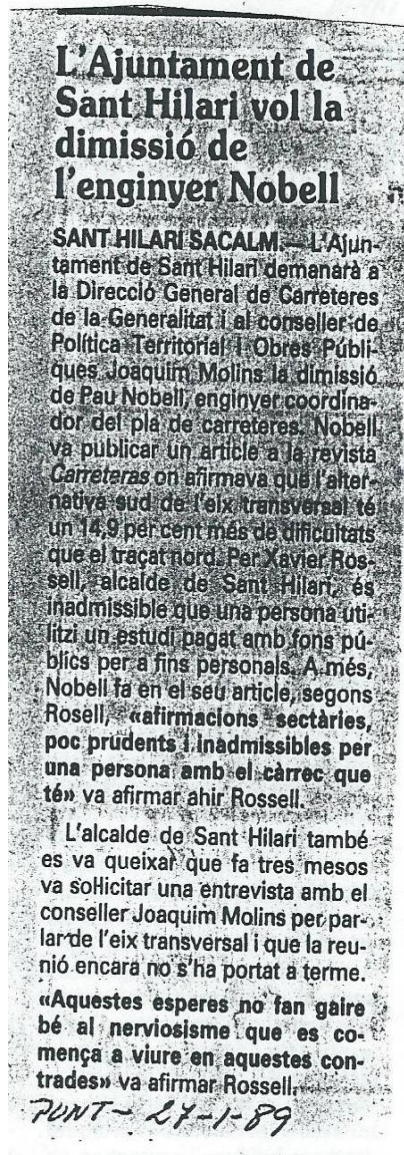 L'Ajuntament de
Sant Hilari vol la
dimissió de
l'enginyer Nobell
SANT HILARI SACALM.— L'Ajun-
tament de Sant Hilari demanarà a
la Direcció General de Carreteres
de la Generalitat i al conseller de
Política Territorial i Obres Públi-
ques Joaquim Molins la dimissió
de Pau Nobell, enginyer coordina-
dor del pla de carreteres. Nobell
va publicar un article a la revista
Carreteras on afirmava que l'alter-
nativa sud de l'eix transversal té
un 14,9 per cent més de dificultats
que el traçat nord. Per Xavier Ros-
sell, alcalde de Sant Hilari, és
inadmissible que una persona uti-
litzi un estudi pagat amb fons pú-
blics per a fins personals. A més,
Nobell fa en el seu article, segons
Rosell, «afirmacions sectàries,
poc prudents i inadmissibles per
una persona amb el càrrec que
té» va afirmar ahir Rossell.
L'alcalde de Sant Hilari també
es va queixar que fa tres mesos
va sol·licitar una entrevista amb el
conseller Joaquim Molins per par-
lar de l'eix transversal i que la reu-
nió encara no s'ha portat a terme.
«Aquestes esperes no fan gaire
bé al nerviosisme que es co-
mença a viure en aquestes con-
trades» va afirmar Rossell.
PUNT - 27-1-89